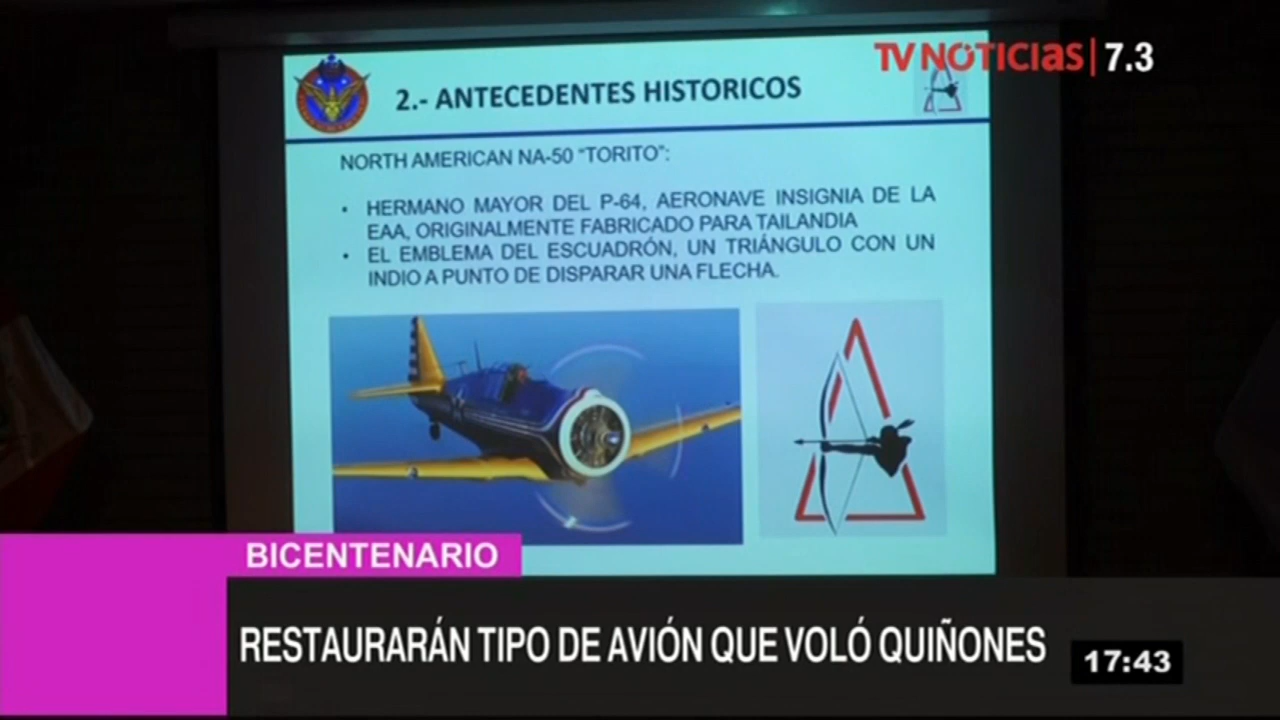 TV NOTICIAS | 7.3
2.- ANTECEDENTES HISTORICOS
NORTH AMERICAN NA-50 “TORITO”:
• HERMANO MAYOR DEL P-64, AERONAVE INSIGNIA DE LA
EAA, ORIGINALMENTE FABRICADO PARA TAILANDIA
• EL EMBLEMA DEL ESCUADRÓN, UN TRIÁNGULO CON UN
INDIO A PUNTO DE DISPARAR UNA FLECHA.
BICENTENARIO
RESTAURARÁN TIPO DE AVIÓN QUE VOLÓ QUIÑONES
17:43